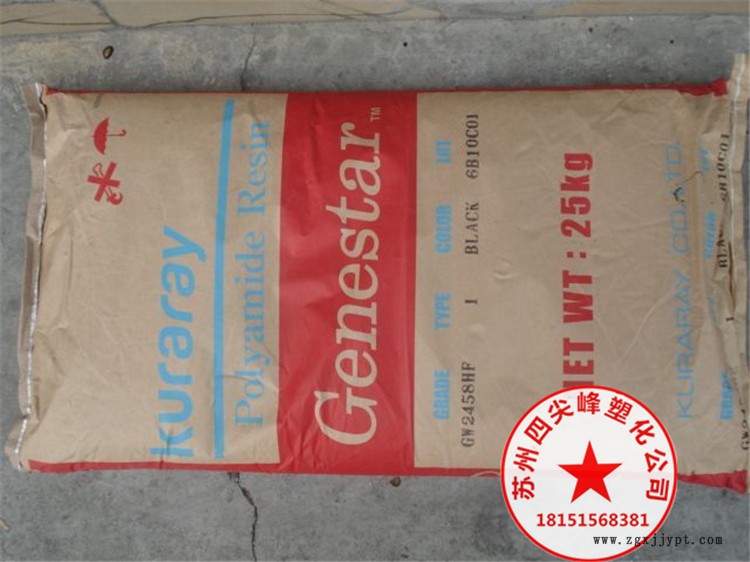 kuraray
Polyamide Resin
Genestar™
GRADE TYPE COLOR LOT
GW2458HF 1 BLACK 6B10C01
NET WT : 25kg
KURARAY CO.,LTD.
苏州四尖峰塑化公司
18151568381
www.zgxjjypt.com